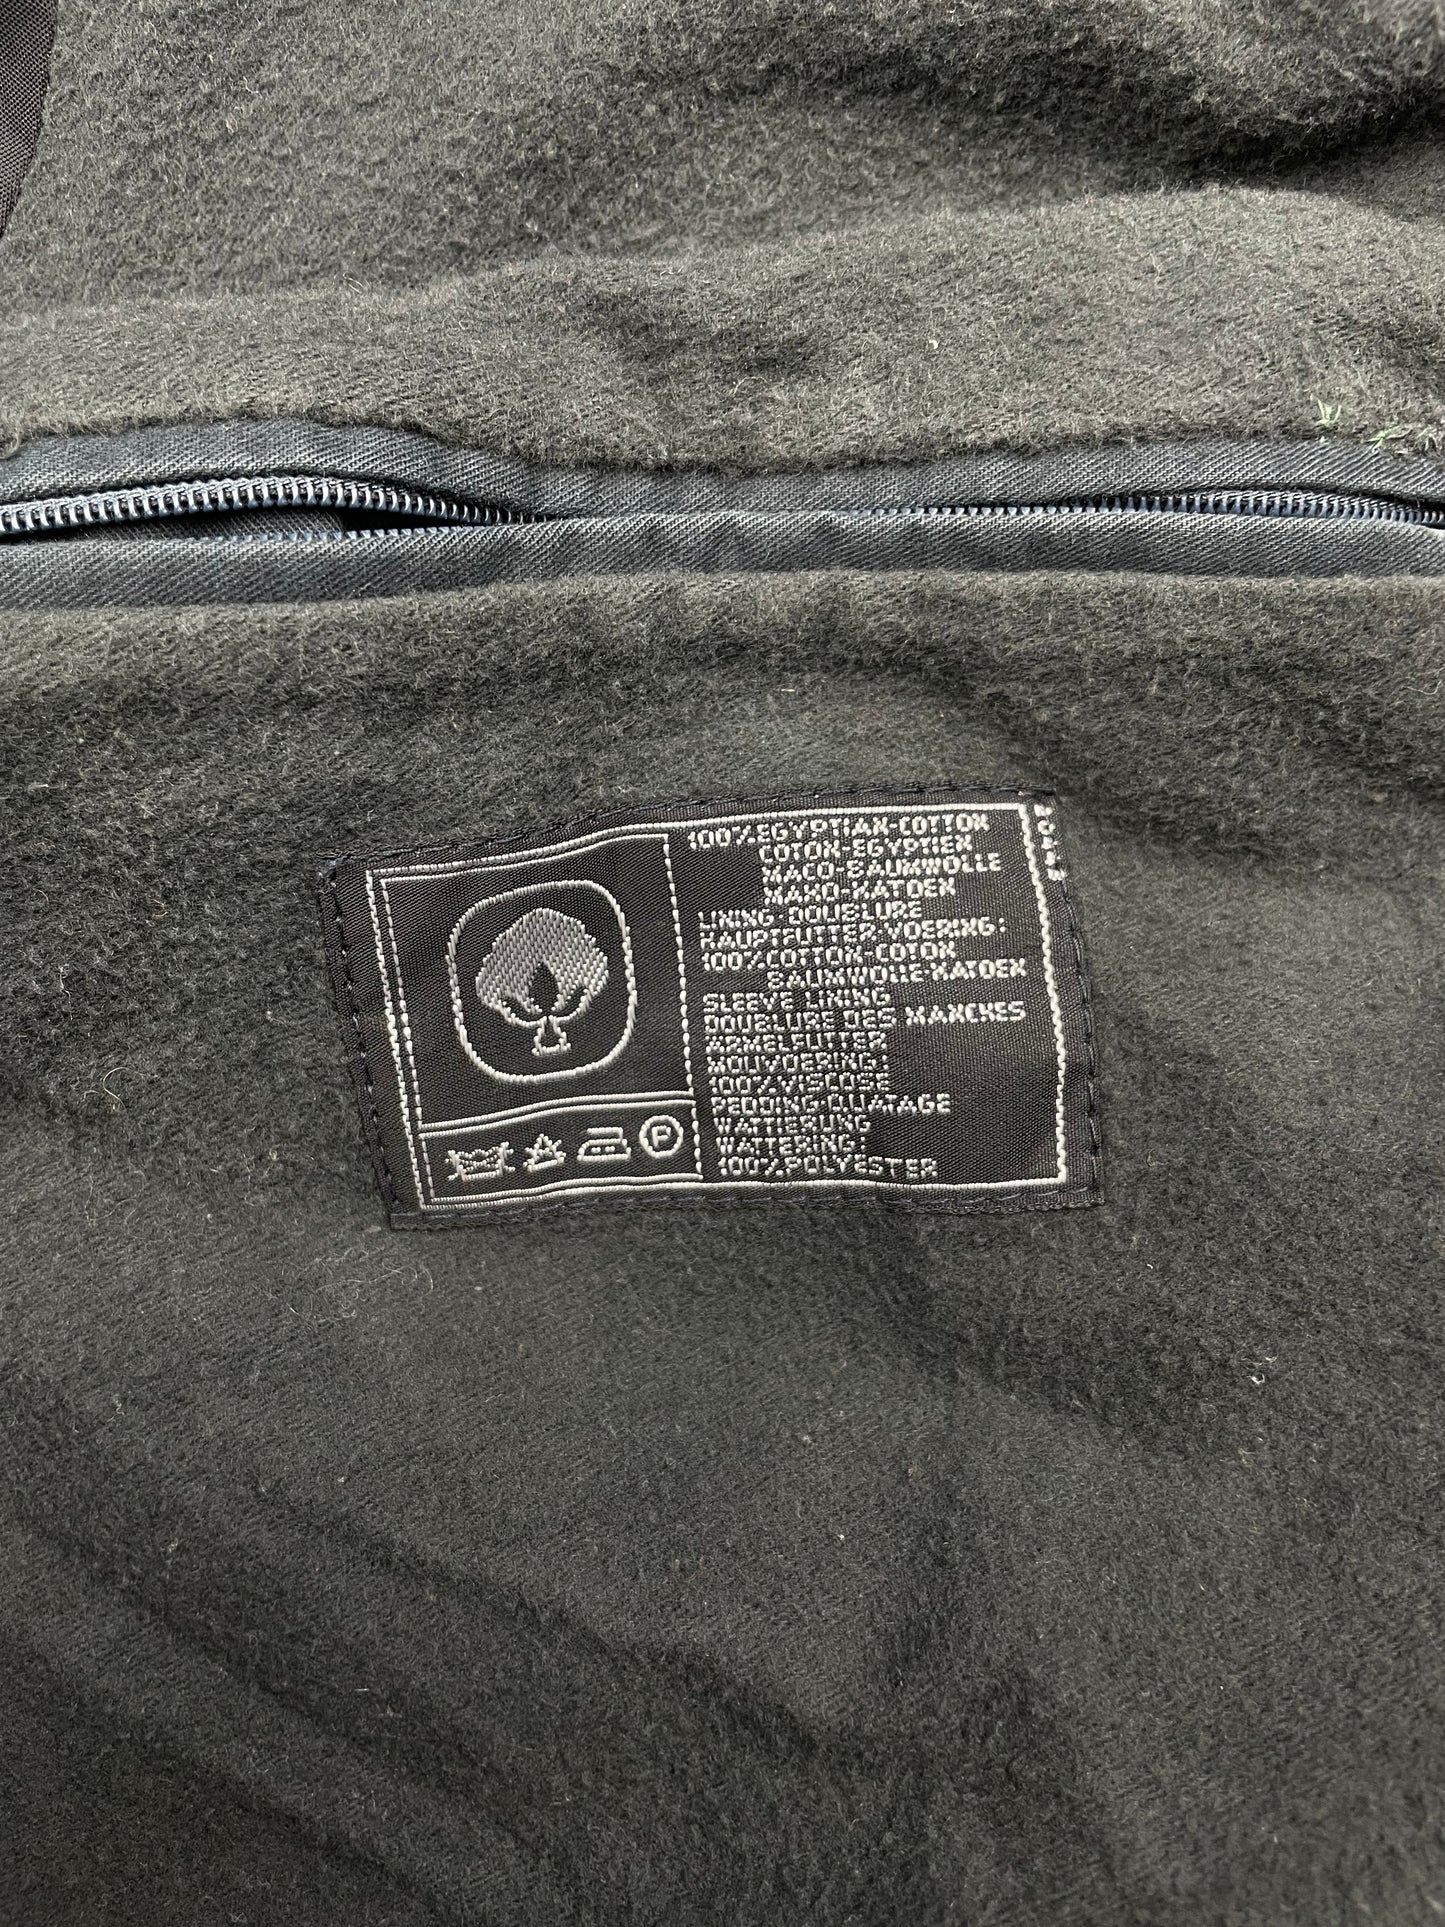 100% EGYPTIAN-COTTON
COTON-EGYPTIEN
MACO-BAUMWOLLE
MAKO-KATOEN
LINING-DOUBLURE
HAUPTFUTTER-VOERING:
100% COTTON-COTON
BAUMWOLLE-KATOEN
SLEEVE LINING
DOUBLURE DES MANCHES
ARMELFUTTER
MOUVOERING:
100% VISCOSE
PEDDING-OUATAGE
WATTIERUNG
WATTERING:
100% POLYESTER
P